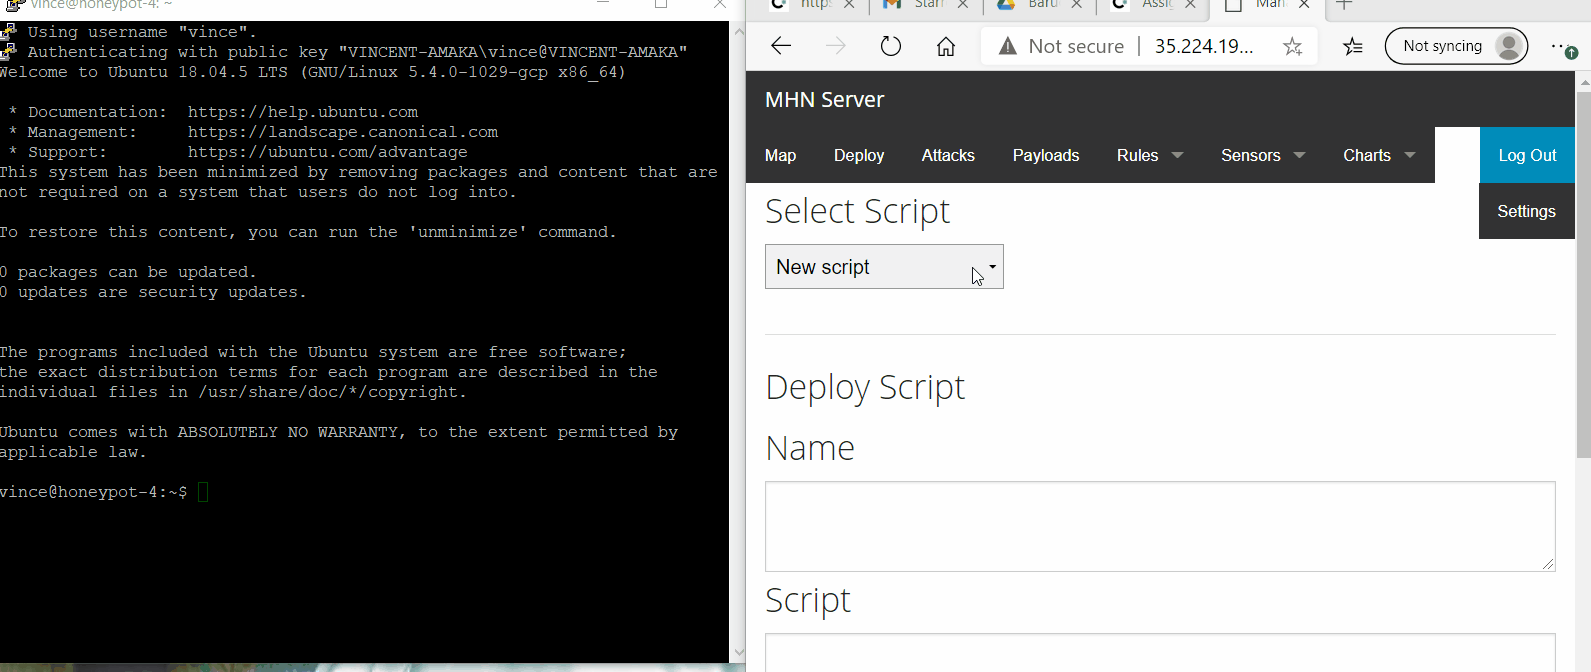 vince@honeypot-4: ~
Using username "vince".
Authenticating with public key "VINCENT-AMAKA\vince@VINCENT-AMAKA"
Welcome to Ubuntu 18.04.5 LTS (GNU/Linux 5.4.0-1029-gcp x86_64)
* Documentation: https://help.ubuntu.com
* Management: https://landscape.canonical.com
* Support: https://ubuntu.com/advantage
This system has been minimized by removing packages and content that are
not required on a system that users do not log into.
To restore this content, you can run the 'unminimize' command.
0 packages can be updated.
0 updates are security updates.
The programs included with the Ubuntu system are free software;
the exact distribution terms for each program are described in the
individual files in /usr/share/doc/*/copyright.
Ubuntu comes with ABSOLUTELY NO WARRANTY, to the extent permitted by
applicable law.
vince@honeypot-4:~$
https
Baru
Assig
Not secure | 35.224.19...
Not syncing
MHN Server
Map Deploy Attacks Payloads Rules Sensors Charts Log Out
Settings
Select Script
New script
Deploy Script
Name
Script